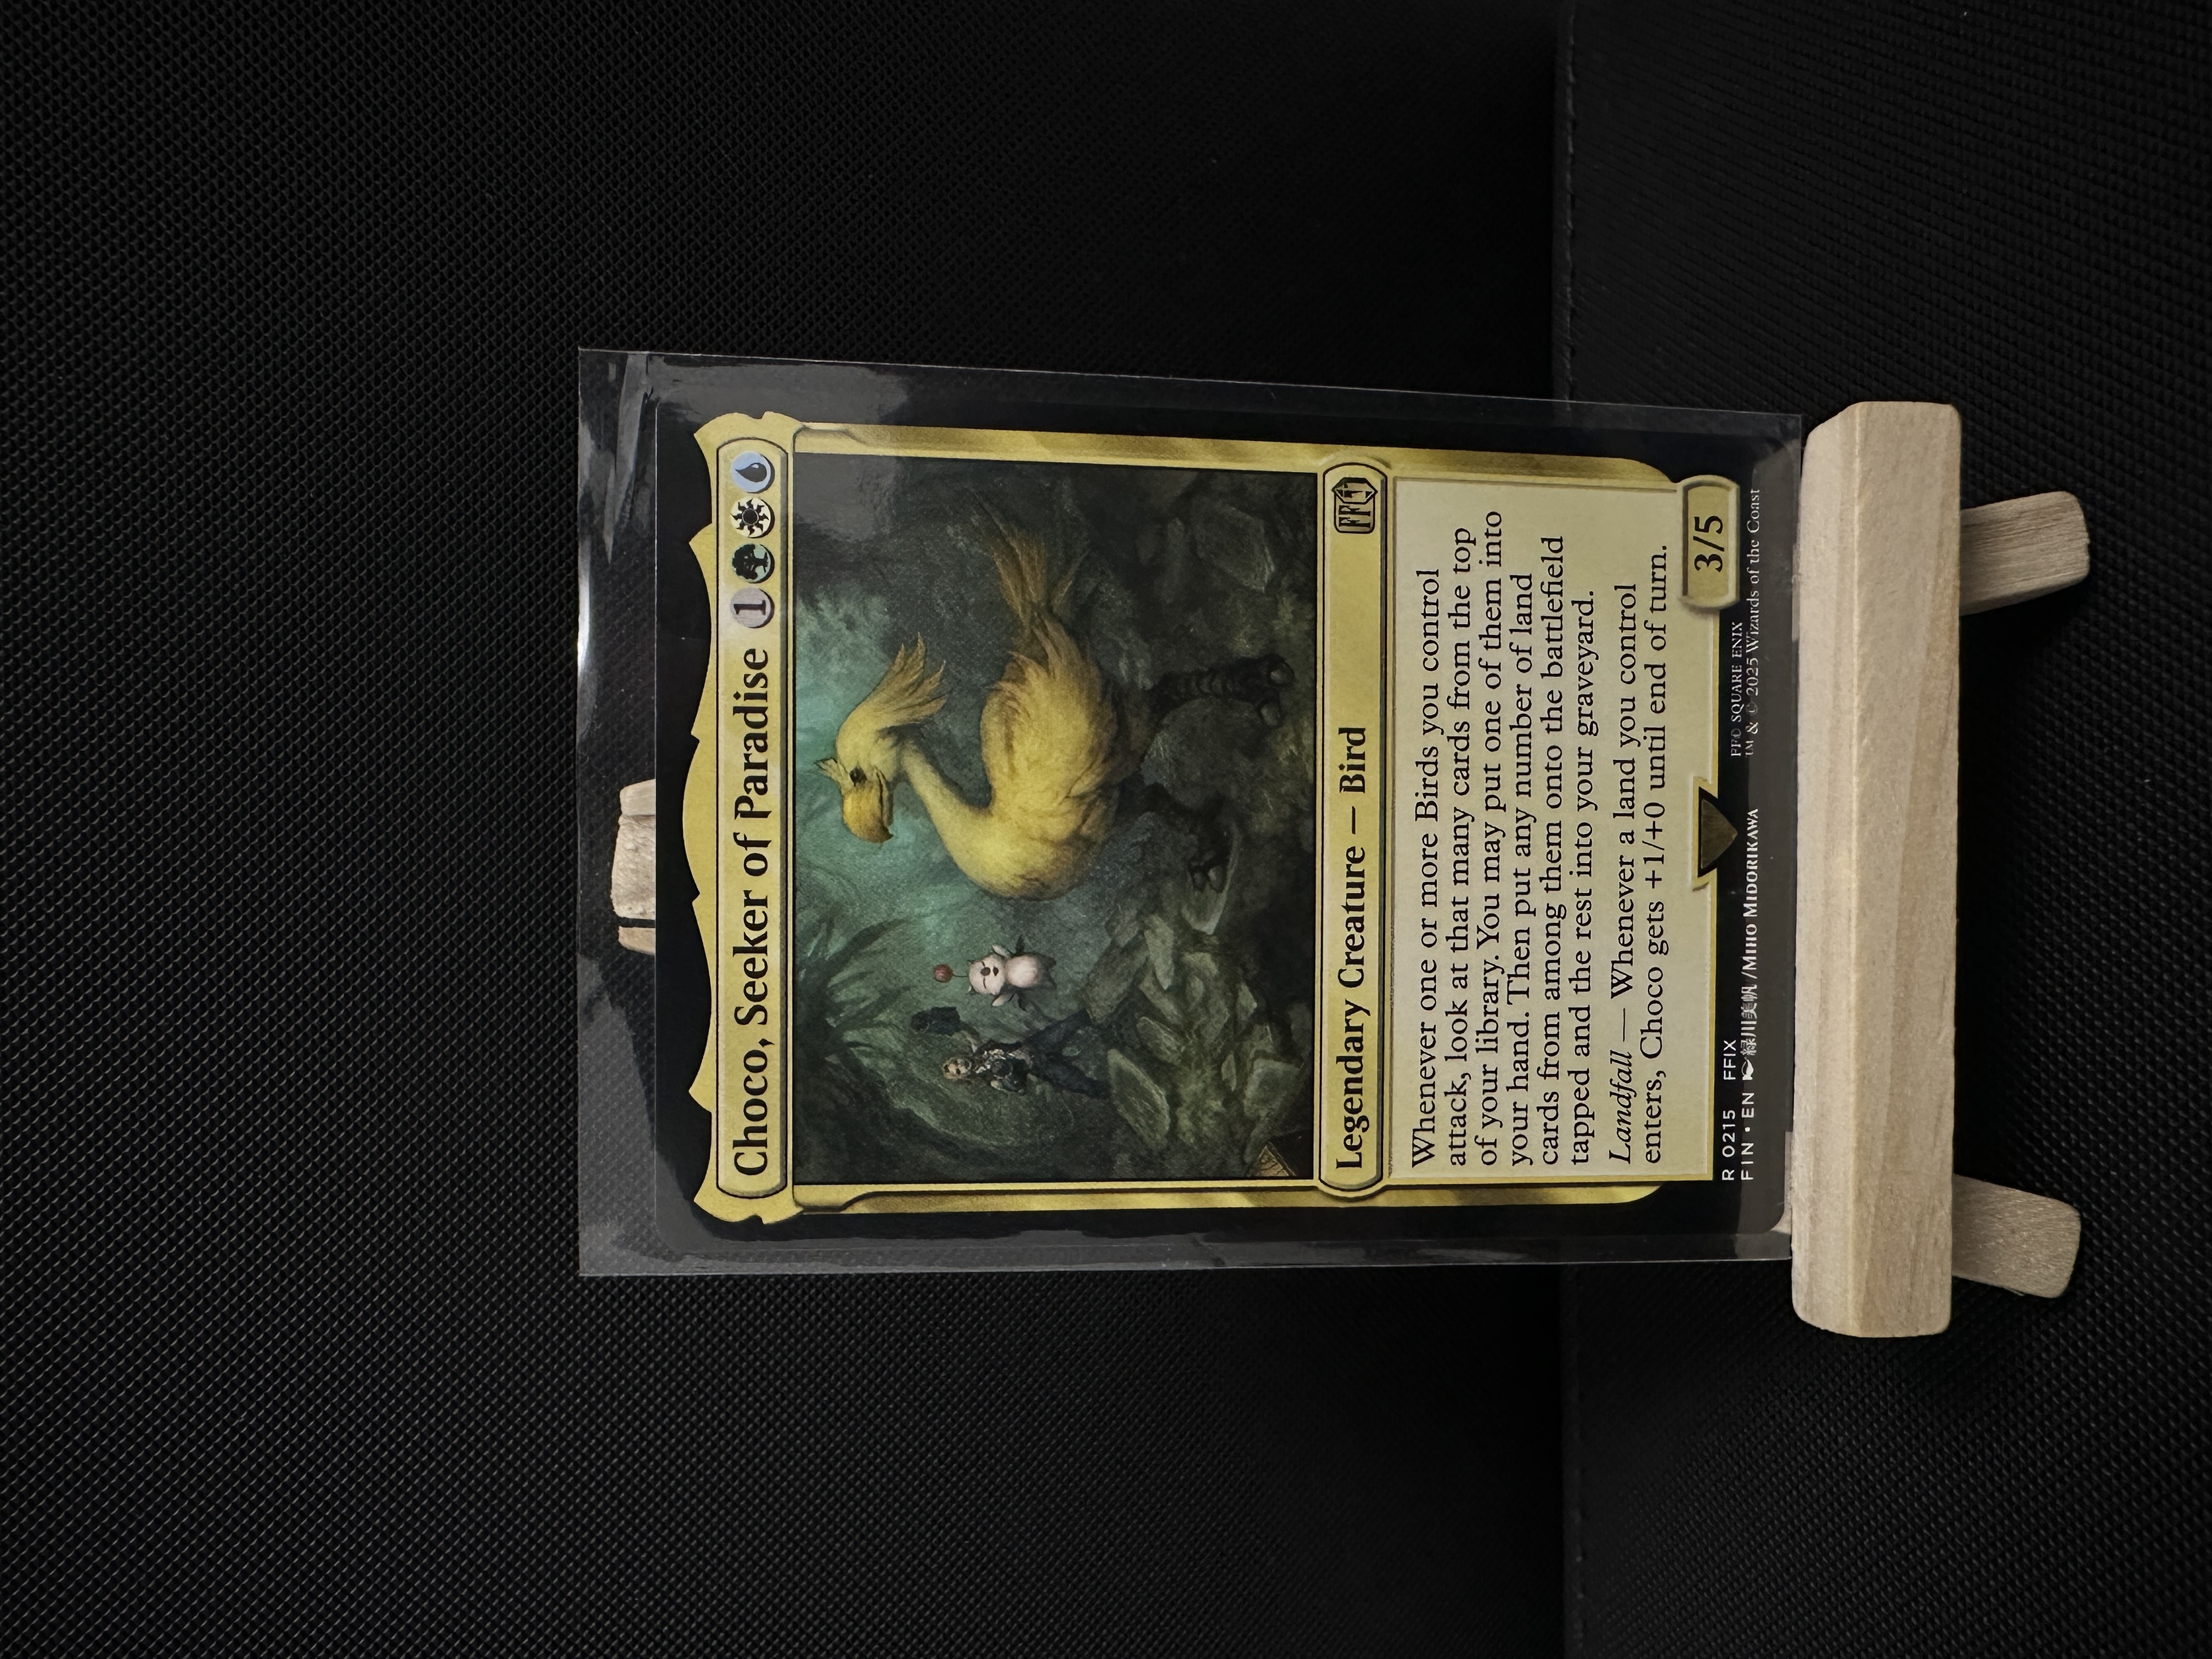 Choco, Seeker of Paradise 1
Legendary Creature — Bird
FF
Whenever one or more Birds you control
attack, look at that many cards from the top
of your library. You may put one of them into
your hand. Then put any number of land
cards from among them onto the battlefield
tapped and the rest into your graveyard.
Landfall — Whenever a land you control
enters, Choco gets +1/+0 until end of turn.
3/5
R 0215 FFIX
FIN • EN 緑川美帆 /Miho Midorikawa
FF© SQUARE ENIX
™ & © 2025 Wizards of the Coast